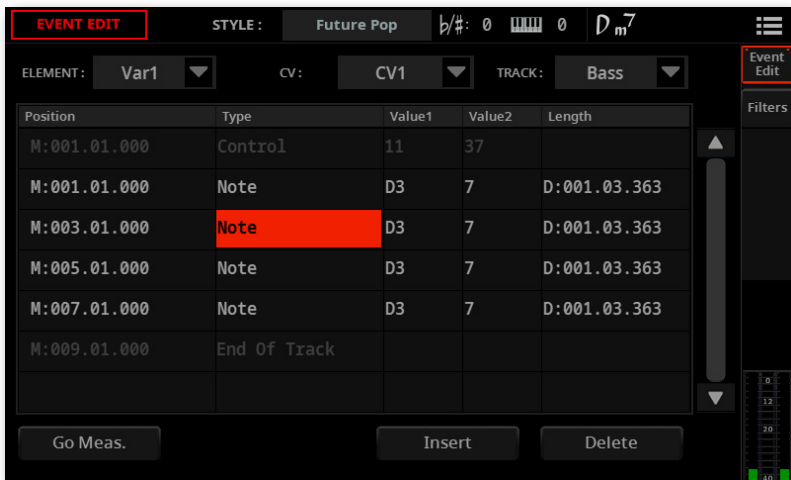 EVENT EDIT STYLE : Future Pop ♭/#: 0 0 D m7
ELEMENT : Var1 CV : CV1 TRACK : Bass
Event Edit
Filters
Position Type Value1 Value2 Length
M:001.01.000 Control 11 37
M:001.01.000 Note D3 7 D:001.03.363
M:003.01.000 Note D3 7 D:001.03.363
M:005.01.000 Note D3 7 D:001.03.363
M:007.01.000 Note D3 7 D:001.03.363
M:009.01.000 End Of Track
Go Meas. Insert Delete
0
12
20
40